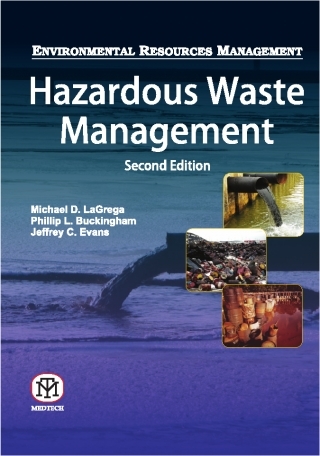 ENVIRONMENTAL RESOURCES MANAGEMENT
Hazardous Waste
Management
Second Edition
Michael D. LaGrega
Phillip L. Buckingham
Jeffrey C. Evans
MEDTECH